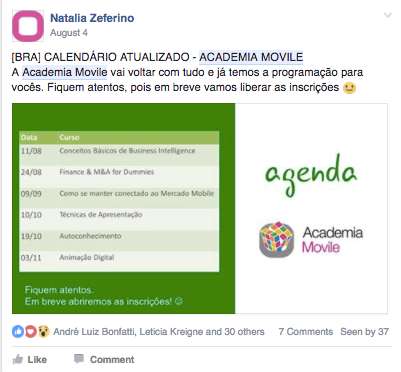 Natalia Zeferino
August 4
[BRA] CALENDÁRIO ATUALIZADO - ACADEMIA MOVILE
A Academia Movile vai voltar com tudo e já temos a programação para
vocês. Fiquem atentos, pois em breve vamos liberar as inscrições 😉
Data Curso
11/08 Conceitos Básicos de Business Intelligence
24/08 Finance & M&A for Dummies
09/09 Como se manter conectado ao Mercado Mobile
10/10 Técnicas de Apresentação
19/10 Autoconhecimento
03/11 Animação Digital
Fiquem atentos.
Em breve abriremos as inscrições! ☺
agenda
Academia
Movile
André Luiz Bonfatti, Leticia Kreigne and 30 others 7 Comments Seen by 37
Like Comment